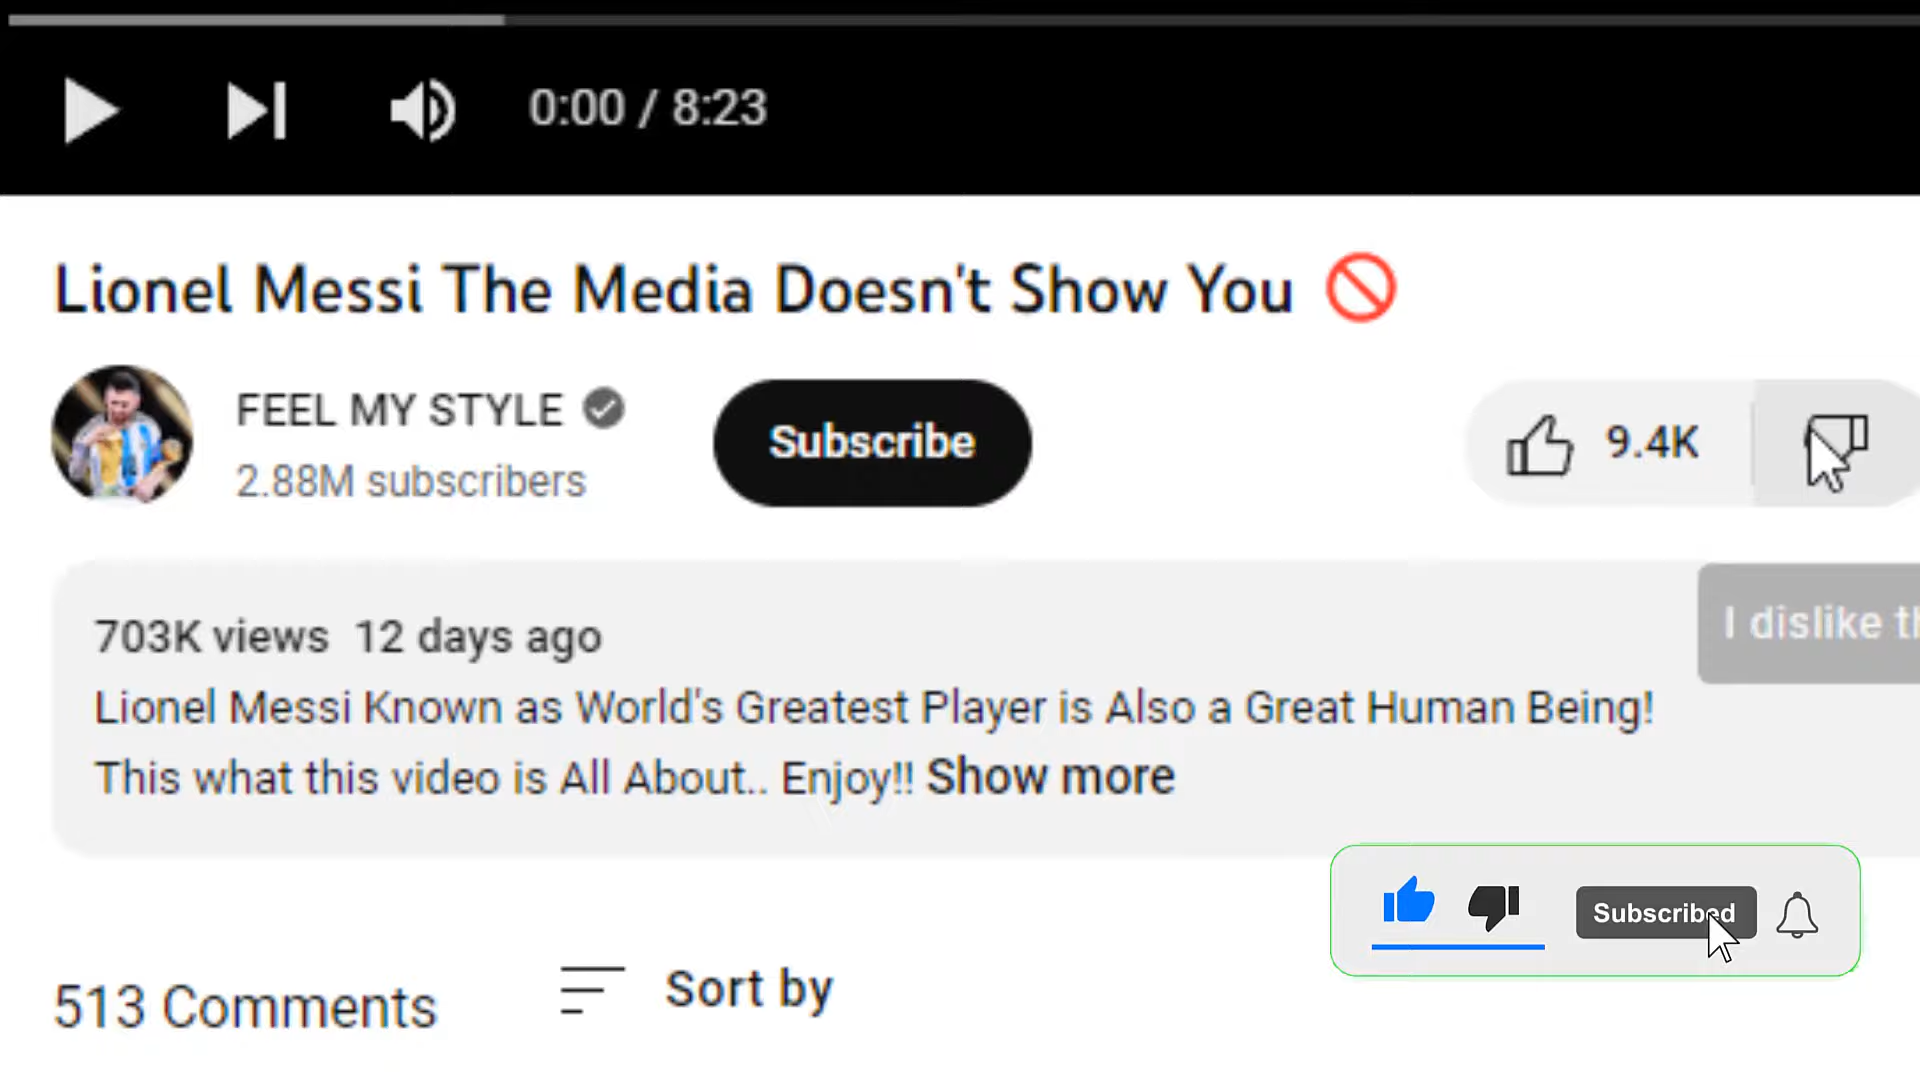 0:00 / 8:23
Lionel Messi The Media Doesn't Show You 🚫
FEEL MY STYLE
2.88M subscribers
Subscribe
9.4K
I dislike th
703K views 12 days ago
Lionel Messi Known as World's Greatest Player is Also a Great Human Being!
This what this video is All About.. Enjoy!! Show more
Subscribed
513 Comments
Sort by